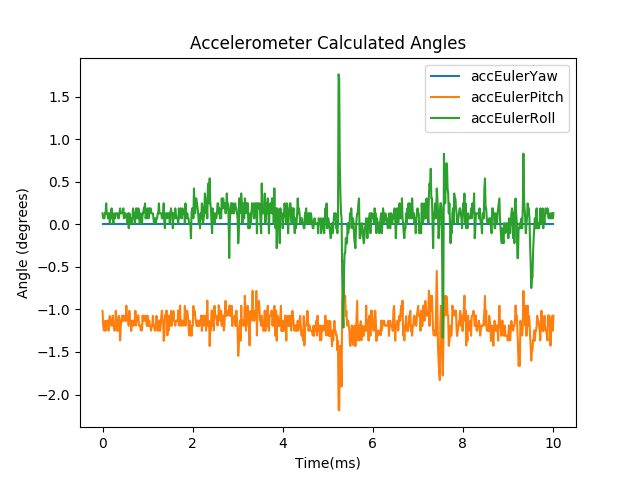 Accelerometer Calculated Angles
accEulerYaw
accEulerPitch
accEulerRoll
Angle (degrees)
1.5
1.0
0.5
0.0
−0.5
−1.0
−1.5
−2.0
0
2
4
6
8
10
Time(ms)